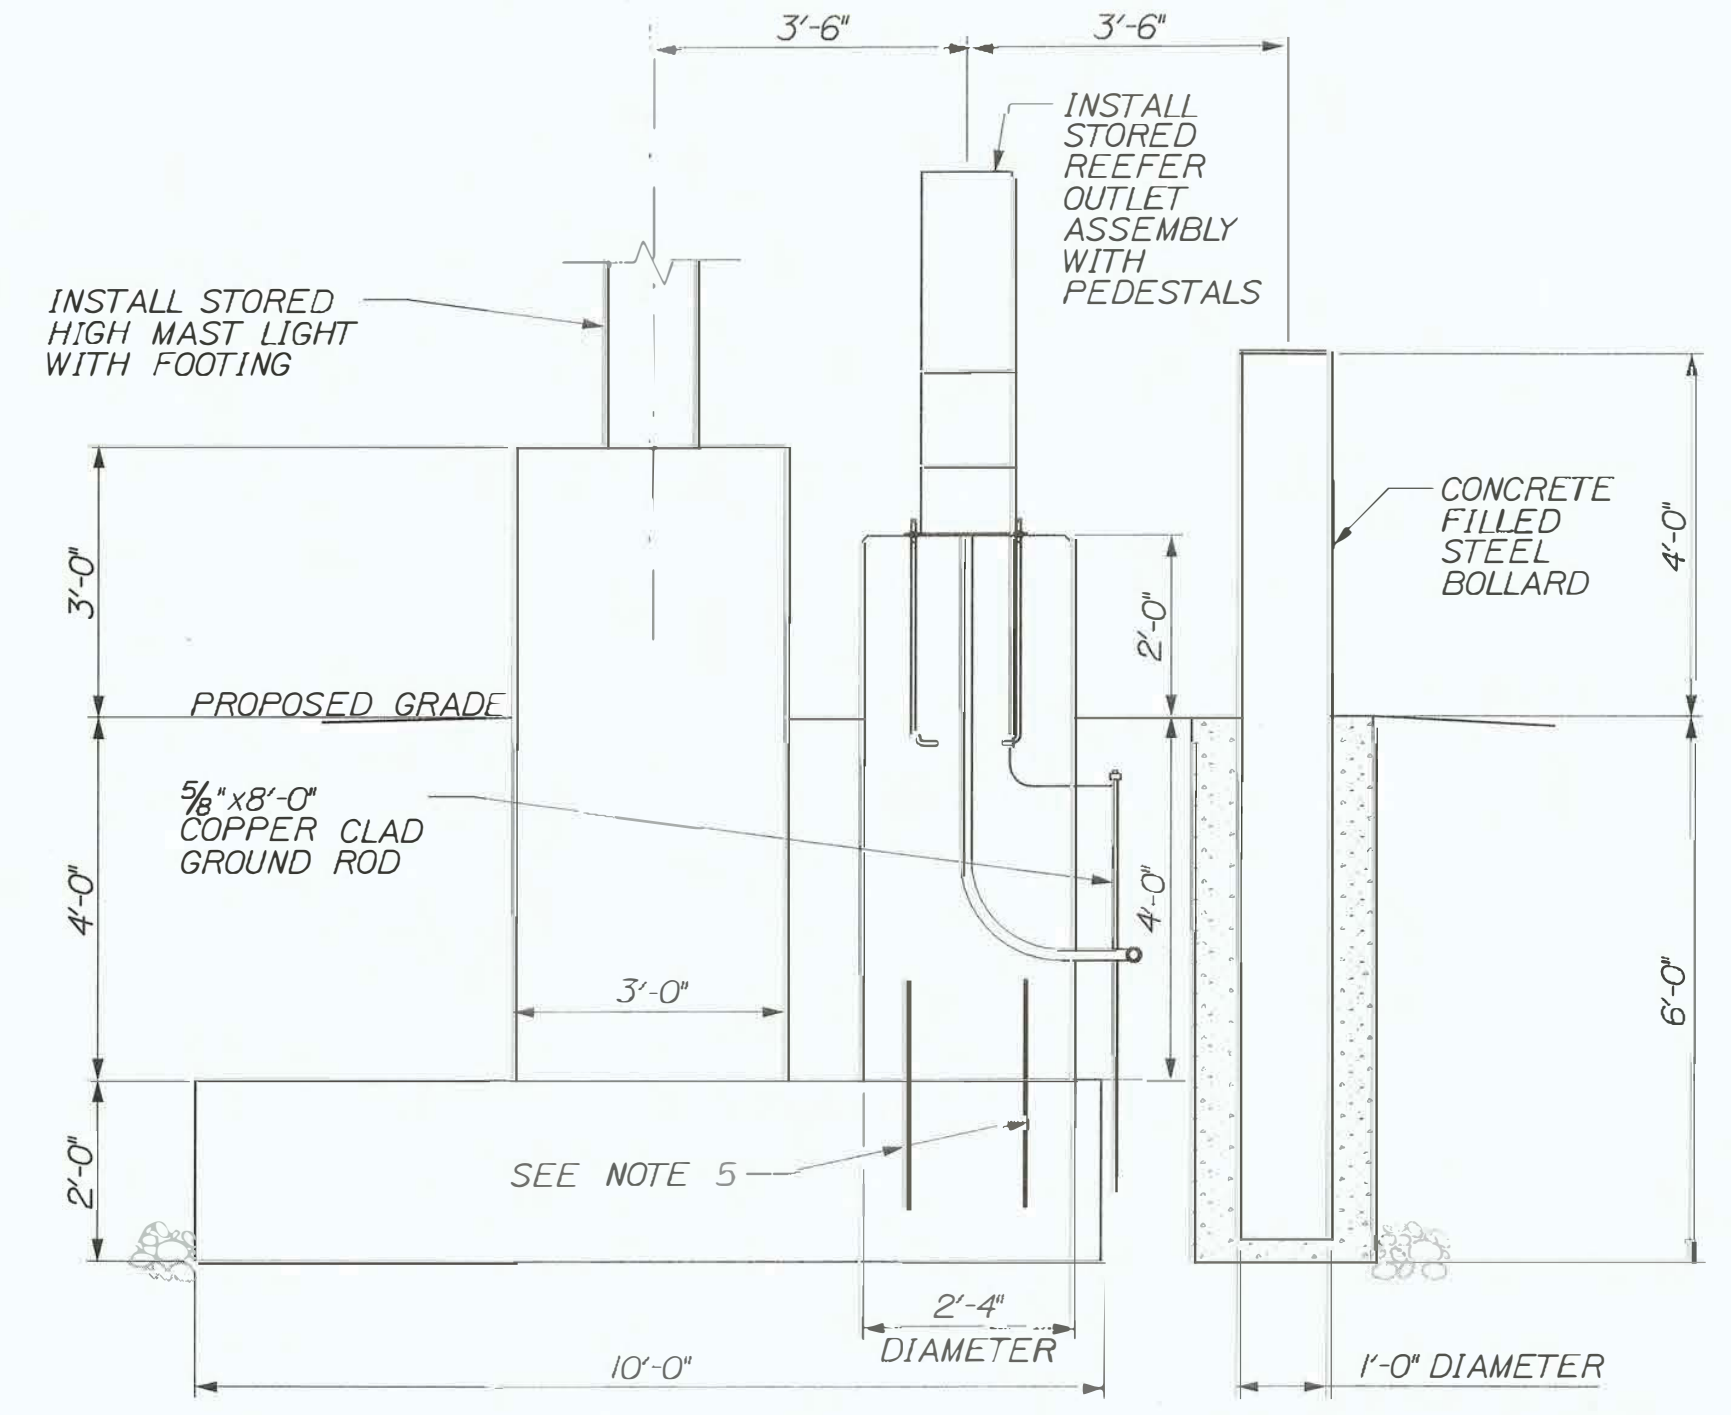 3'-6"
3'-6"
INSTALL
STORED
REEFER
OUTLET
ASSEMBLY
WITH
PEDESTALS
INSTALL STORED
HIGH MAST LIGHT
WITH FOOTING
CONCRETE
FILLED
STEEL
BOLLARD
4'-0"
3'-0"
2'-0"
PROPOSED GRADE
5/8"x8'-0"
COPPER CLAD
GROUND ROD
4'-0"
4'-0"
6'-0"
3'-0"
2'-0"
SEE NOTE 5
2'-4"
DIAMETER
10'-0"
1'-0" DIAMETER